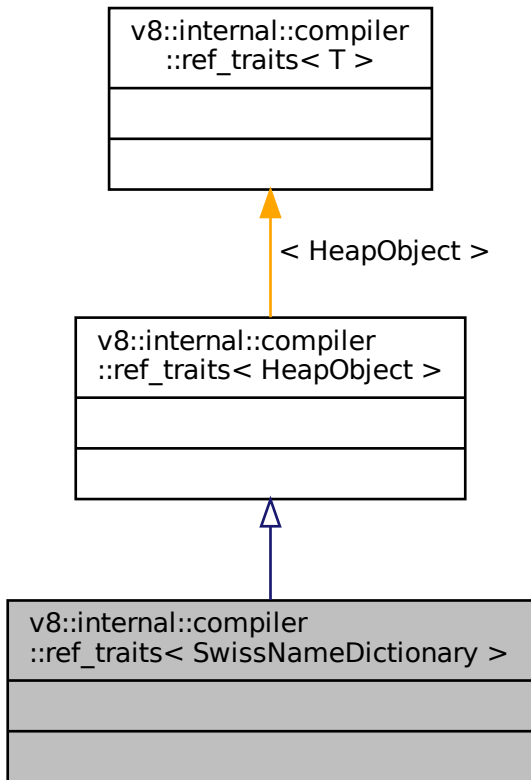 v8::internal::compiler
::ref_traits< T >
< HeapObject >
v8::internal::compiler
::ref_traits< HeapObject >
v8::internal::compiler
::ref_traits< SwissNameDictionary >